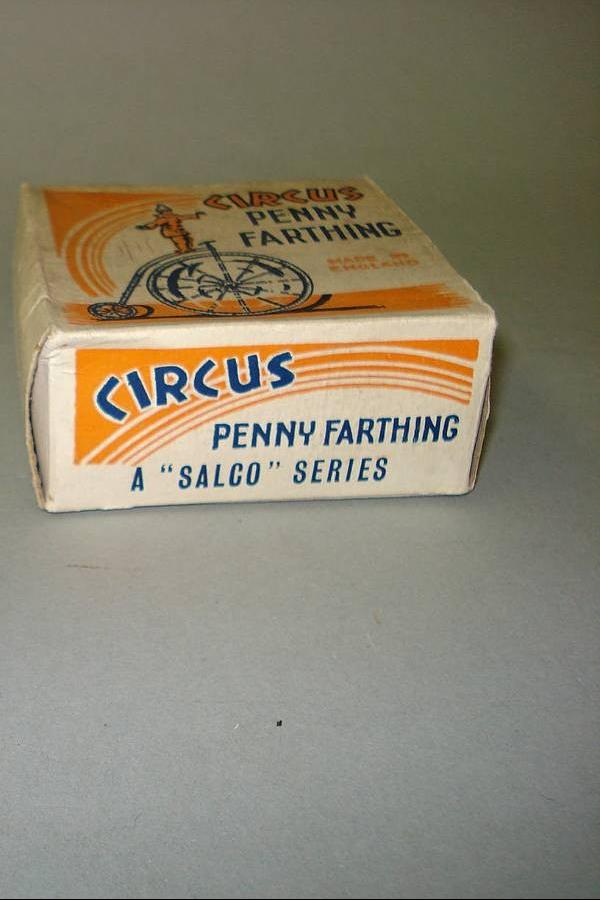 CIRCUS
PENNY
FARTHING
MADE IN
ENGLAND
CIRCUS
PENNY FARTHING
A "SALCO" SERIES